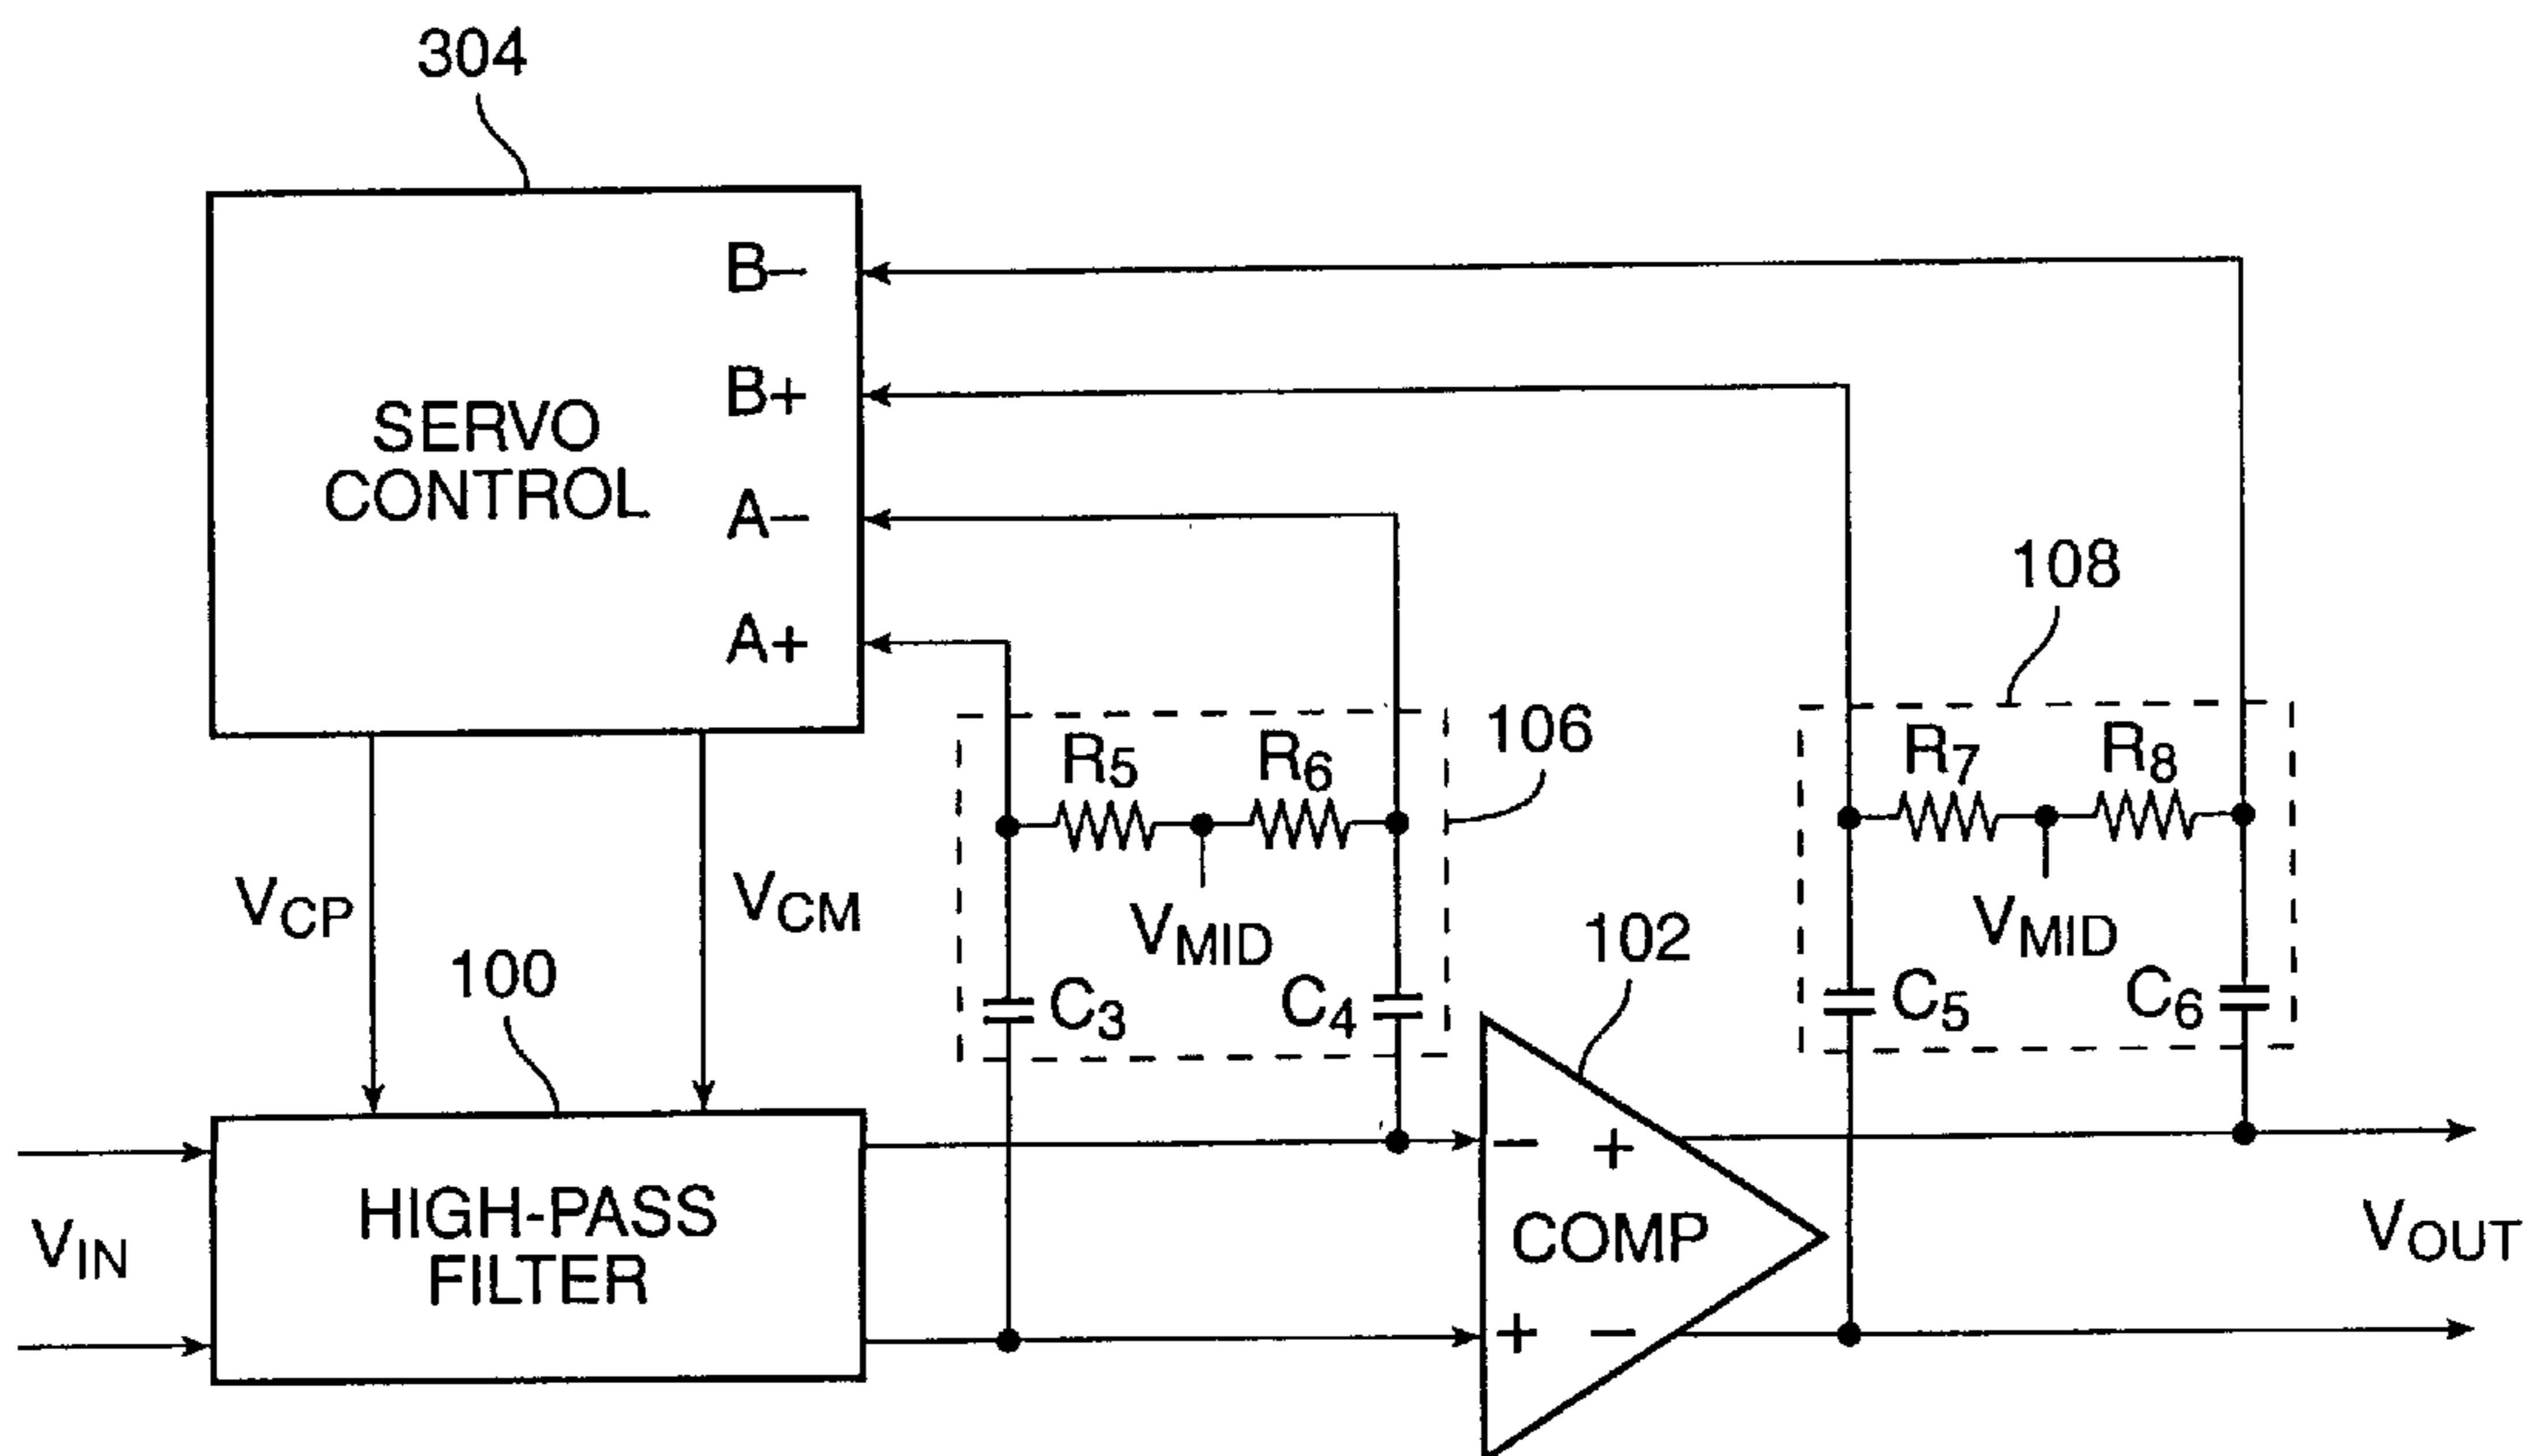 304
B−
B+
SERVO
CONTROL
A−
A+
108
106
R5
R6
R7
R8
VCP
VCM
VMID
VMID
102
100
C3
C4
C5
C6
− +
VIN
HIGH-PASS
FILTER
COMP
VOUT
+ −